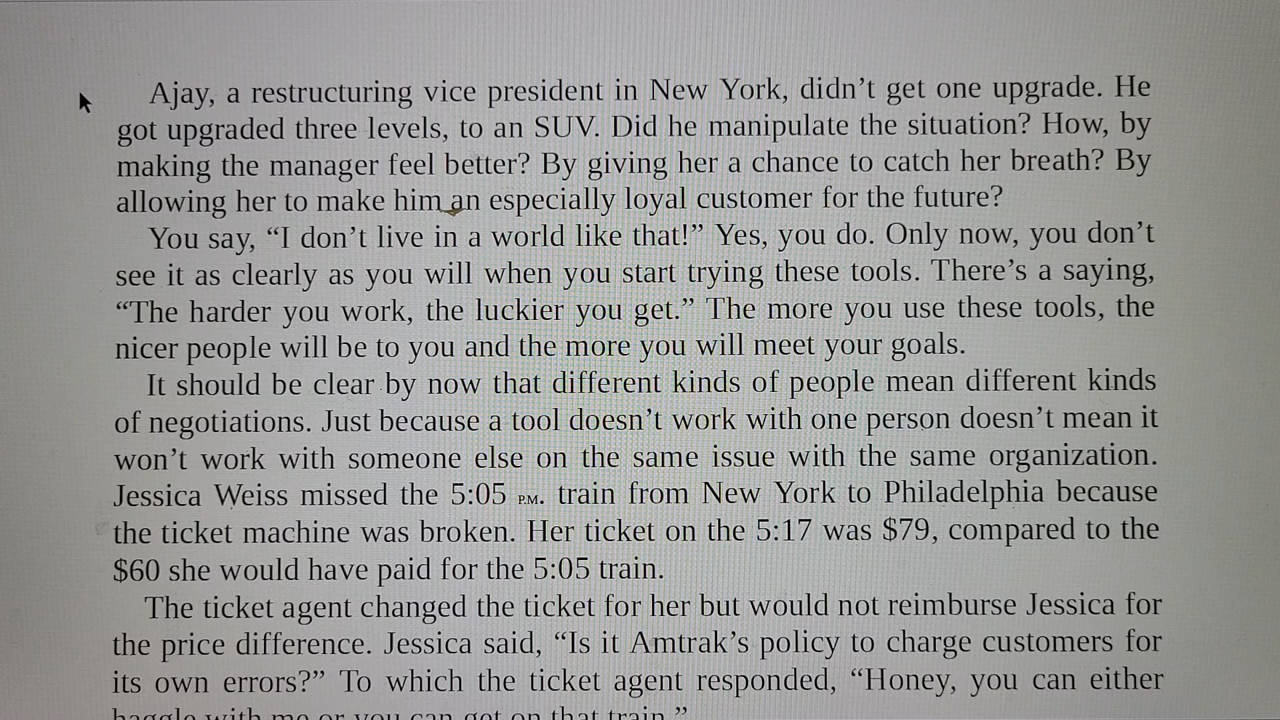 Ajay, a restructuring vice president in New York, didn’t get one upgrade. He
got upgraded three levels, to an SUV. Did he manipulate the situation? How, by
making the manager feel better? By giving her a chance to catch her breath? By
allowing her to make him an especially loyal customer for the future?
You say, “I don’t live in a world like that!” Yes, you do. Only now, you don’t
see it as clearly as you will when you start trying these tools. There’s a saying,
“The harder you work, the luckier you get.” The more you use these tools, the
nicer people will be to you and the more you will meet your goals.
It should be clear by now that different kinds of people mean different kinds
of negotiations. Just because a tool doesn’t work with one person doesn’t mean it
won’t work with someone else on the same issue with the same organization.
Jessica Weiss missed the 5:05 P.M. train from New York to Philadelphia because
the ticket machine was broken. Her ticket on the 5:17 was $79, compared to the
$60 she would have paid for the 5:05 train.
The ticket agent changed the ticket for her but would not reimburse Jessica for
the price difference. Jessica said, “Is it Amtrak’s policy to charge customers for
its own errors?” To which the ticket agent responded, “Honey, you can either
haggle with me or you can get on that train.”